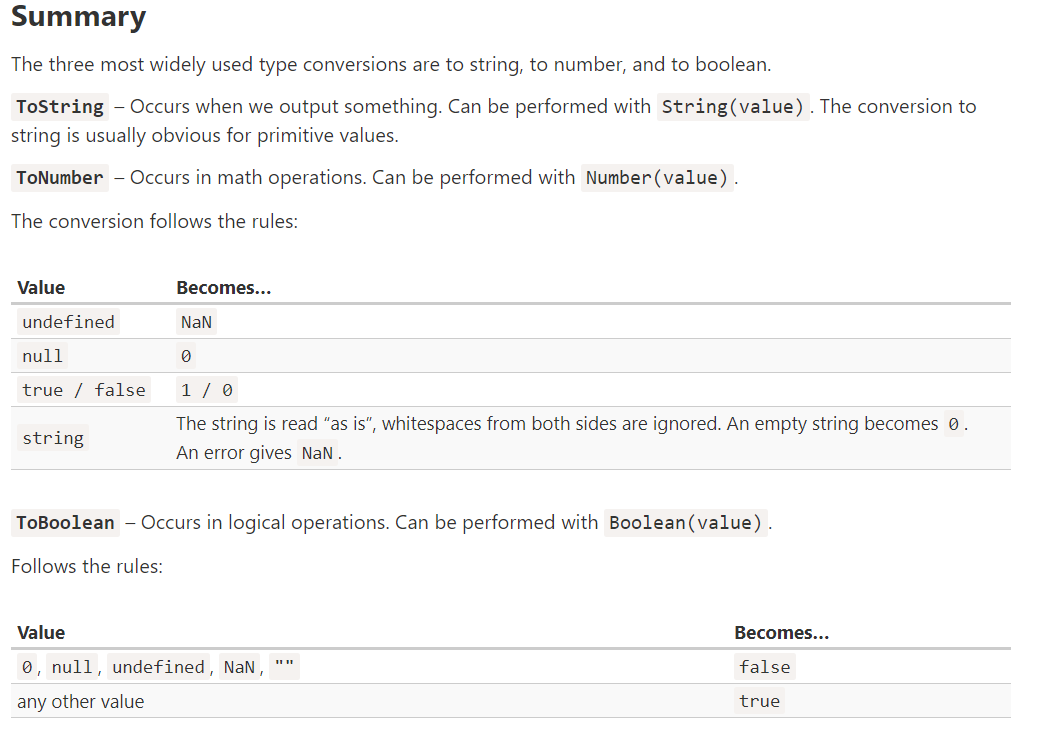 Summary
The three most widely used type conversions are to string, to number, and to boolean.
ToString – Occurs when we output something. Can be performed with String(value). The conversion to
string is usually obvious for primitive values.
ToNumber – Occurs in math operations. Can be performed with Number(value).
The conversion follows the rules:
Value Becomes…
undefined NaN
null 0
true / false 1 / 0
string The string is read “as is”, whitespaces from both sides are ignored. An empty string becomes 0.
An error gives NaN.
ToBoolean – Occurs in logical operations. Can be performed with Boolean(value).
Follows the rules:
Value Becomes…
0, null, undefined, NaN, "" false
any other value true